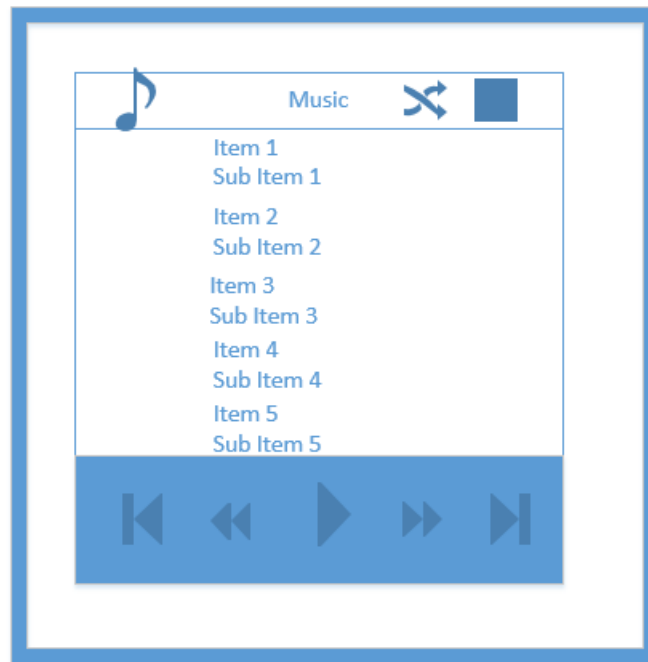 Music
Item 1
Sub Item 1
Item 2
Sub Item 2
Item 3
Sub Item 3
Item 4
Sub Item 4
Item 5
Sub Item 5